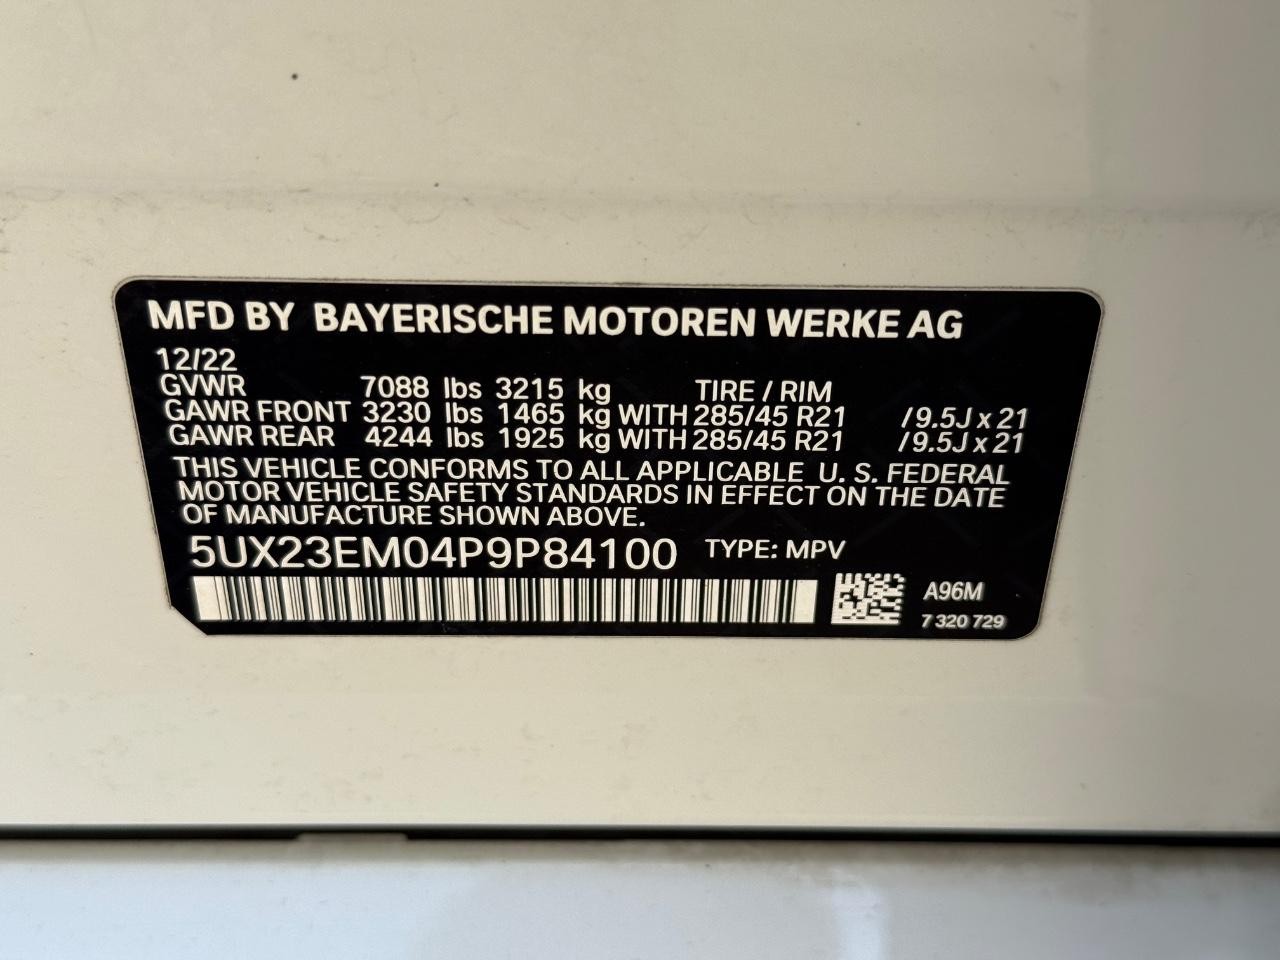 MFD BY BAYERISCHE MOTOREN WERKE AG
12/22
GVWR 7088 lbs 3215 kg TIRE / RIM
GAWR FRONT 3230 lbs 1465 kg WITH 285/45 R21 /9.5J x 21
GAWR REAR 4244 lbs 1925 kg WITH 285/45 R21 /9.5J x 21
THIS VEHICLE CONFORMS TO ALL APPLICABLE U. S. FEDERAL
MOTOR VEHICLE SAFETY STANDARDS IN EFFECT ON THE DATE
OF MANUFACTURE SHOWN ABOVE.
5UX23EM04P9P84100 TYPE: MPV
A96M
7 320 729